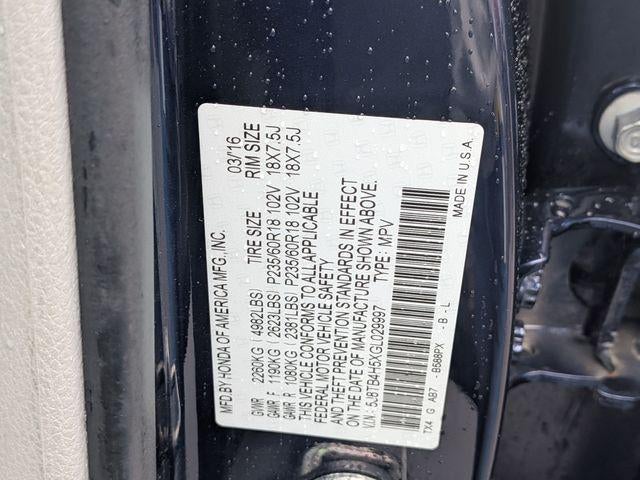 MFD. BY HONDA OF AMERICA MFG. INC. 03/16
TIRE SIZE RIM SIZE
GVWR 2260KG (4982LBS) P235/60R18 102V 18X7.5J
GAWR F 1190KG (2623LBS) P235/60R18 102V 18X7.5J
GAWR R 1080KG (2381LBS)
THIS VEHICLE CONFORMS TO ALL APPLICABLE
FEDERAL MOTOR VEHICLE SAFETY
AND THEFT PREVENTION STANDARDS IN EFFECT
ON THE DATE OF MANUFACTURE SHOWN ABOVE.
V.I.N.: 5J8TB4H5XGL029997 TYPE: MPV
TX4 G AB7 - B588PX - B - L MADE IN U.S.A.